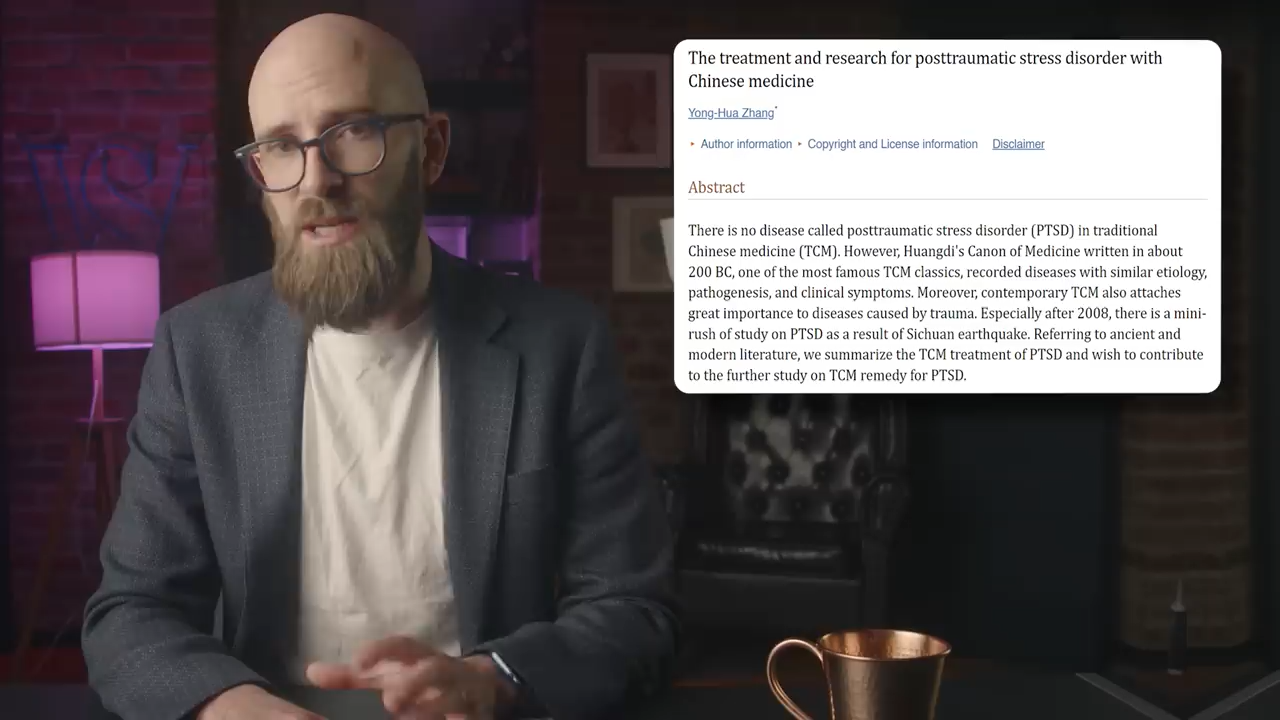 The treatment and research for posttraumatic stress disorder with
Chinese medicine
Yong-Hua Zhang*
▸ Author information ▸ Copyright and License information Disclaimer
Abstract
There is no disease called posttraumatic stress disorder (PTSD) in traditional
Chinese medicine (TCM). However, Huangdi's Canon of Medicine written in about
200 BC, one of the most famous TCM classics, recorded diseases with similar etiology,
pathogenesis, and clinical symptoms. Moreover, contemporary TCM also attaches
great importance to diseases caused by trauma. Especially after 2008, there is a mini-
rush of study on PTSD as a result of Sichuan earthquake. Referring to ancient and
modern literature, we summarize the TCM treatment of PTSD and wish to contribute
to the further study on TCM remedy for PTSD.